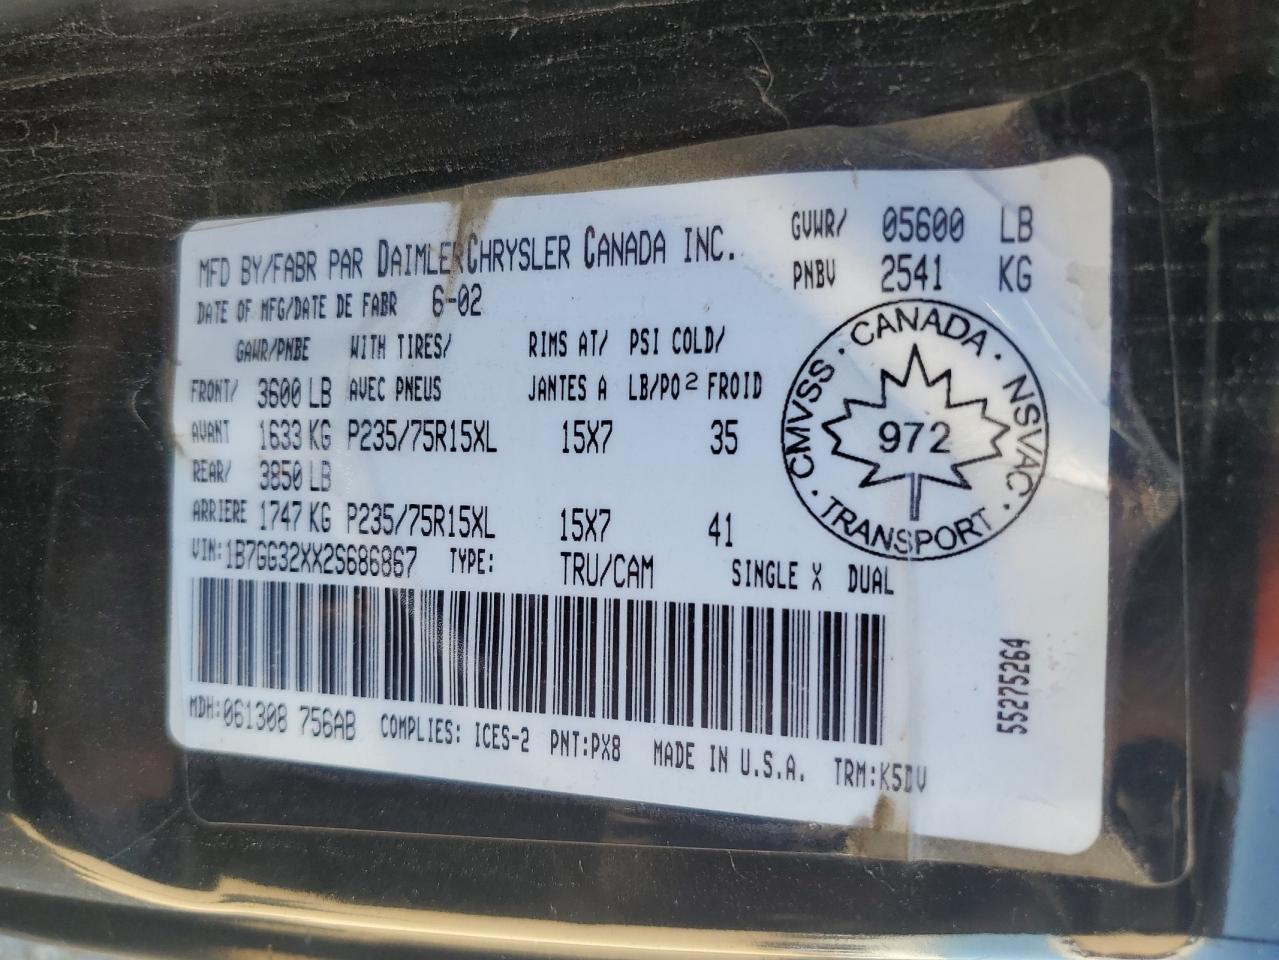 MFD BY/FABR PAR DAIMLERCHRYSLER CANADA INC.
GVWR/ 05600 LB
PNBV 2541 KG
DATE OF MFG/DATE DE FABR 6-02
GAWR/PNBE WITH TIRES/ RIMS AT/ PSI COLD/
FRONT/ 3600 LB AVEC PNEUS JANTES A LB/PO² FROID
AVANT 1633 KG P235/75R15XL 15X7 35
REAR/ 3850 LB
ARRIERE 1747 KG P235/75R15XL 15X7 41
CMVSS · CANADA · NSVAC · TRANSPORT ·
972
VIN:1B7GG32XX2S686867 TYPE: TRU/CAM SINGLE X DUAL
MDH:061308 756AB COMPLIES: ICES-2 PNT:PX8 MADE IN U.S.A. TRM:K5DV
55275264